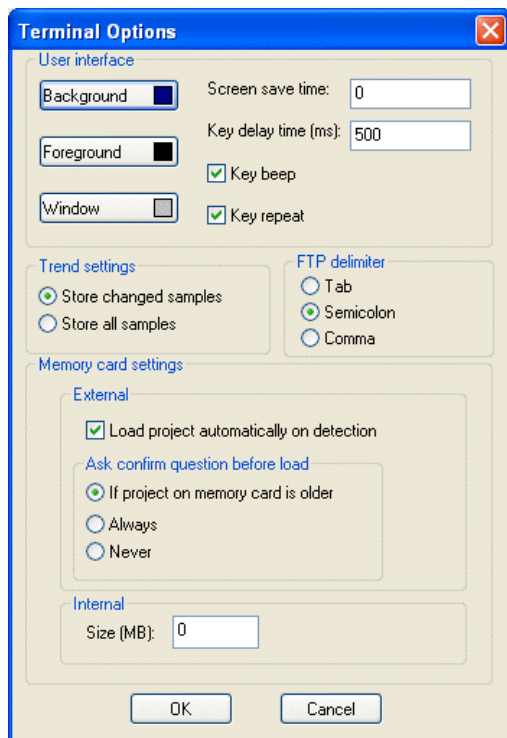 Terminal Options
User interface
Background
Screen save time: 0
Key delay time (ms): 500
Foreground
Key beep
Window
Key repeat
Trend settings
Store changed samples
Store all samples
FTP delimiter
Tab
Semicolon
Comma
Memory card settings
External
Load project automatically on detection
Ask confirm question before load
If project on memory card is older
Always
Never
Internal
Size (MB): 0
OK
Cancel